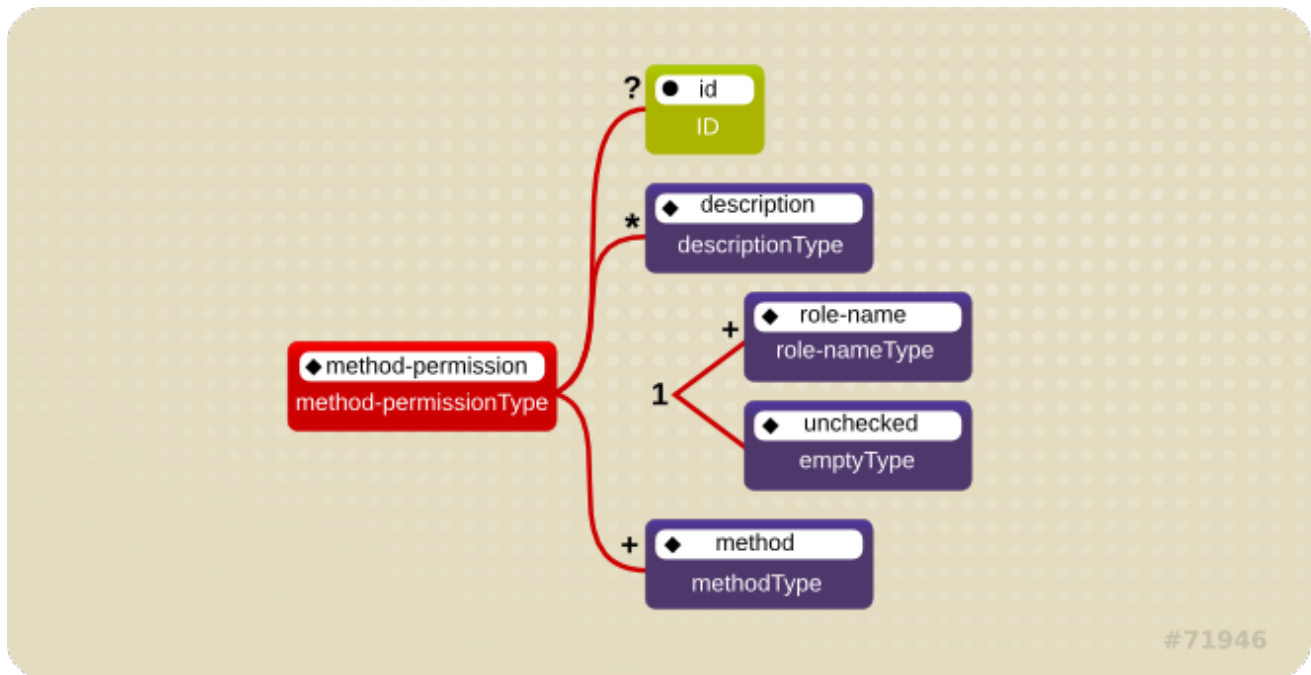 ?
id
ID
*
description
descriptionType
+
role-name
role-nameType
method-permission
method-permissionType
1
unchecked
emptyType
+
method
methodType
#71946